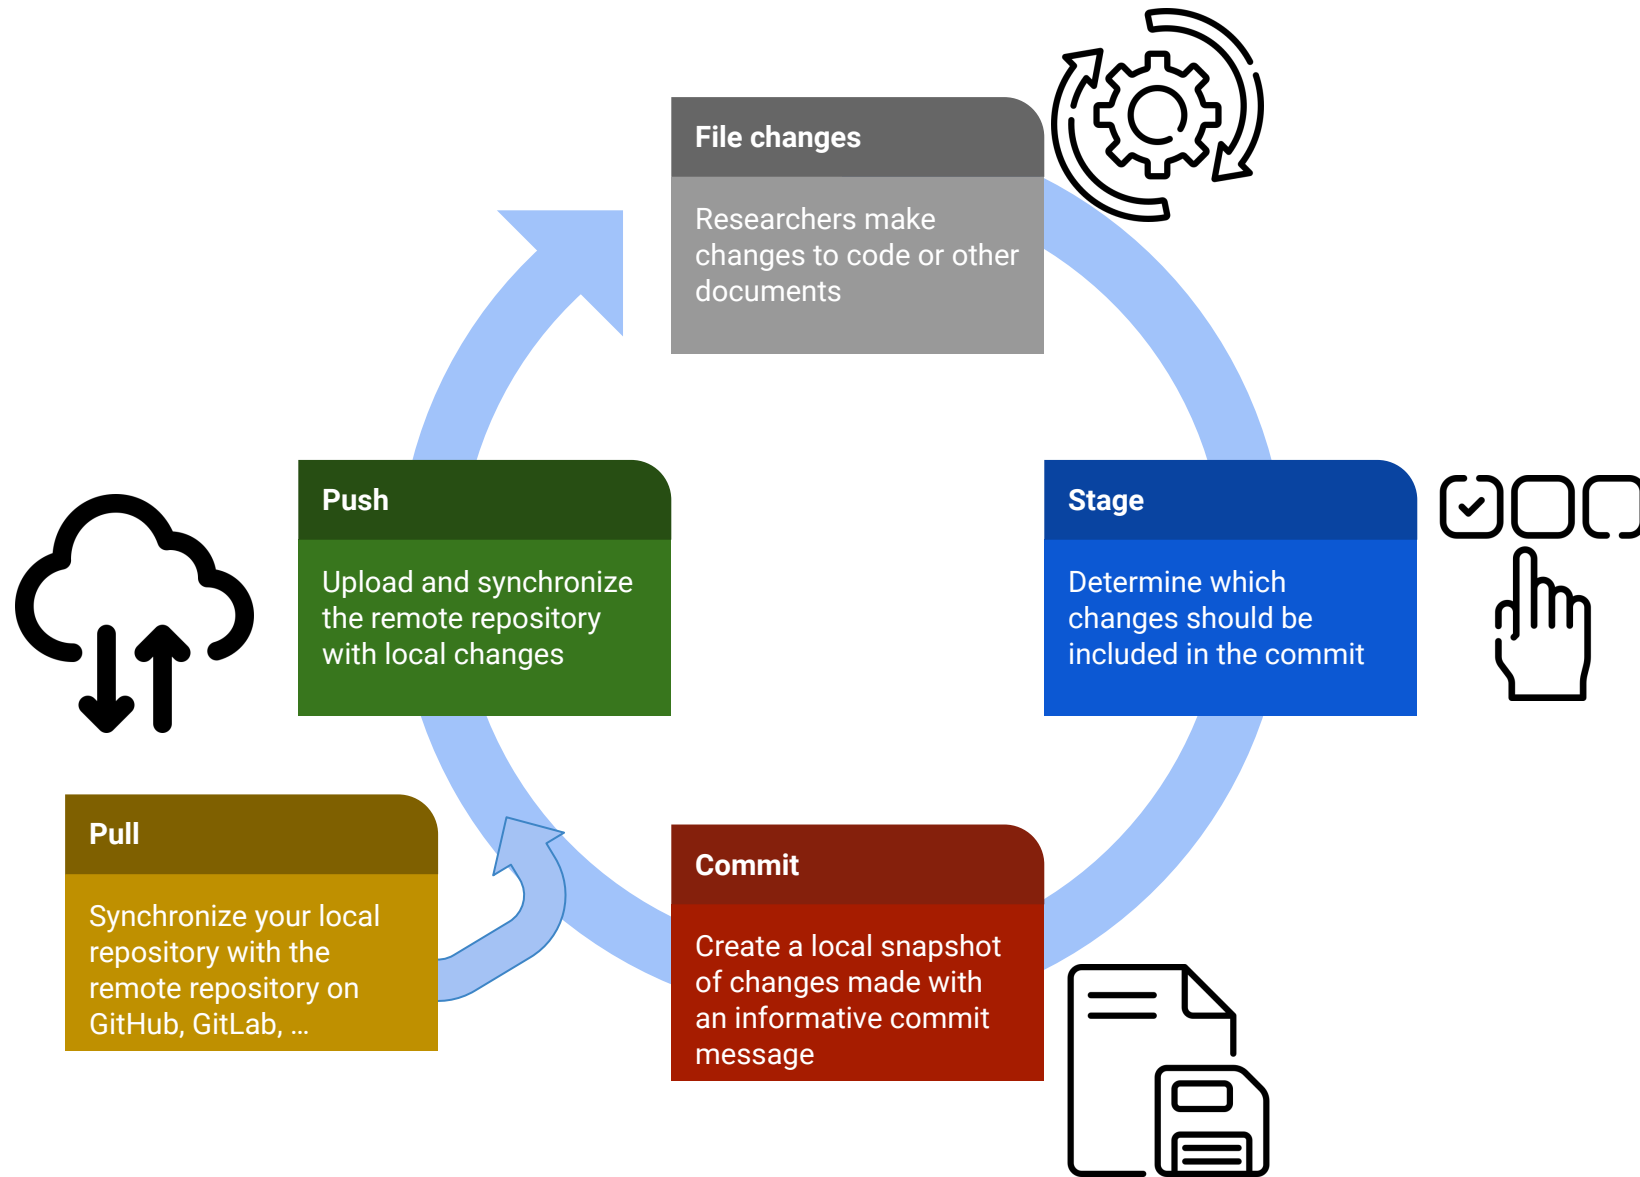 File changes
Researchers make
changes to code or other
documents
Stage
Determine which
changes should be
included in the commit
Commit
Create a local snapshot
of changes made with
an informative commit
message
Pull
Synchronize your local
repository with the
remote repository on
GitHub, GitLab, ...
Push
Upload and synchronize
the remote repository
with local changes